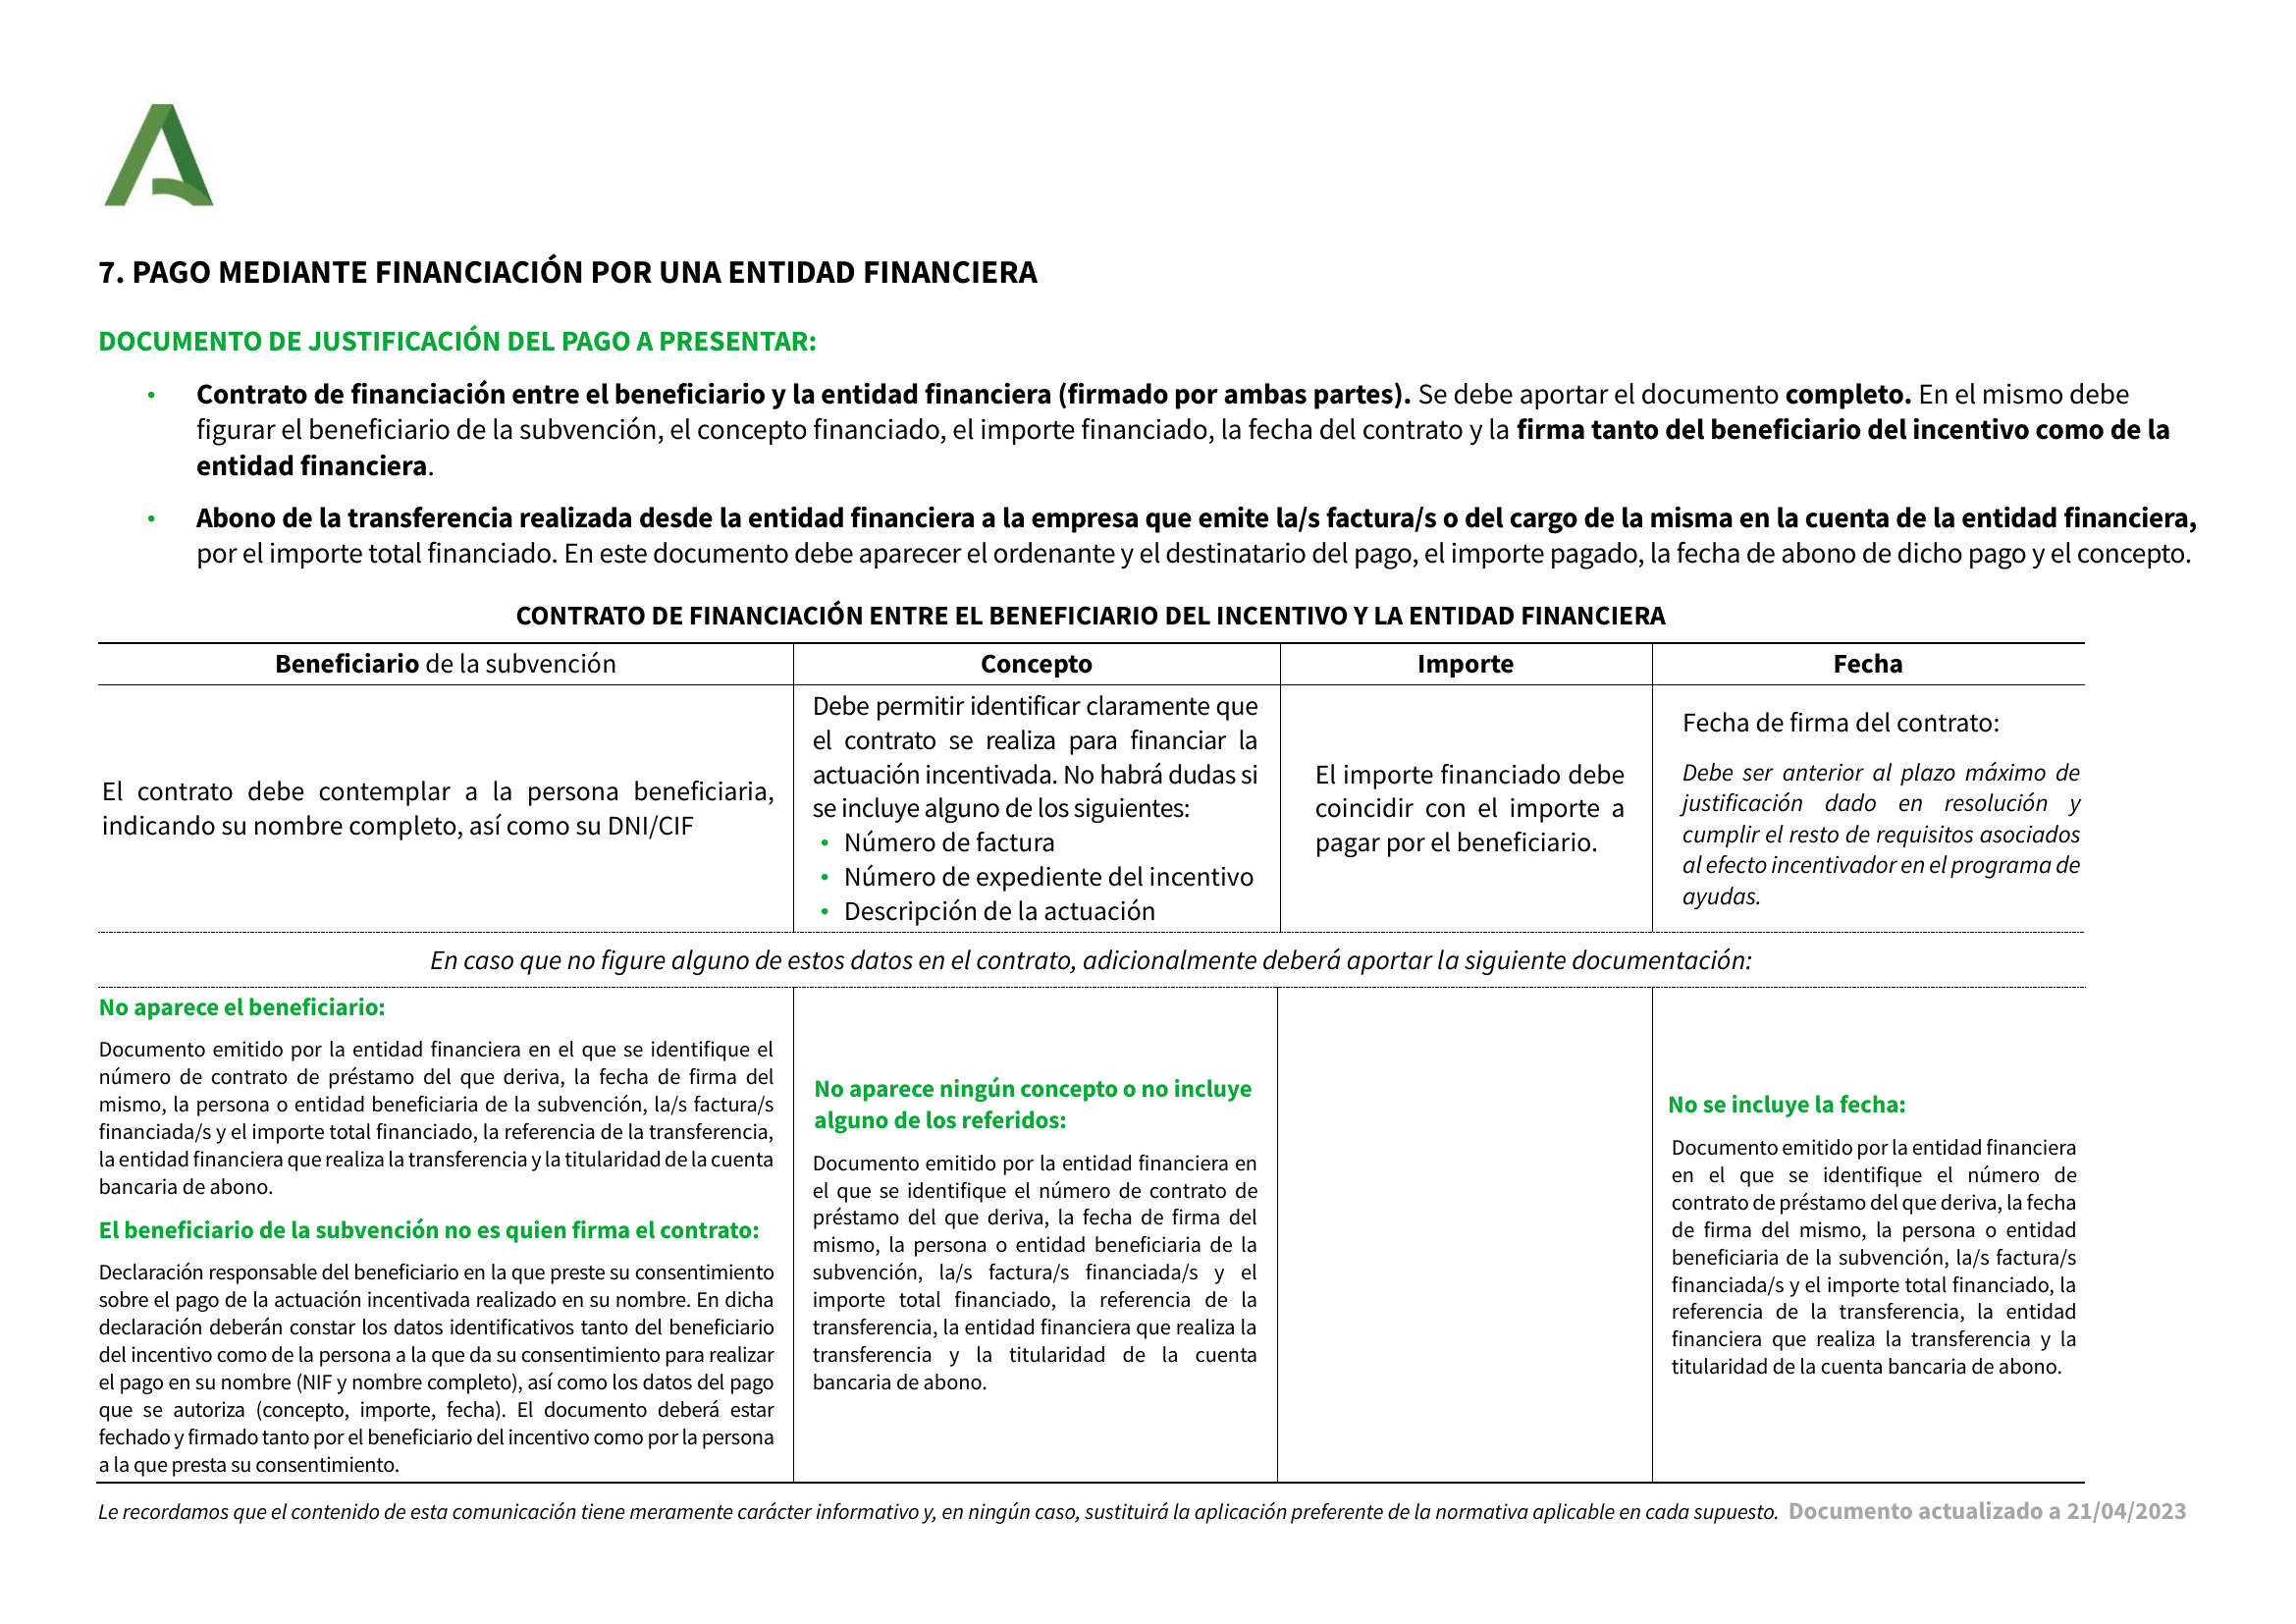 7. PAGO MEDIANTE FINANCIACIÓN POR UNA ENTIDAD FINANCIERA
DOCUMENTO DE JUSTIFICACIÓN DEL PAGO A PRESENTAR:
• Contrato de financiación entre el beneficiario y la entidad financiera (firmado por ambas partes). Se debe aportar el documento completo. En el mismo debe
figurar el beneficiario de la subvención, el concepto financiado, el importe financiado, la fecha del contrato y la firma tanto del beneficiario del incentivo como de la
entidad financiera.
• Abono de la transferencia realizada desde la entidad financiera a la empresa que emite la/s factura/s o del cargo de la misma en la cuenta de la entidad financiera,
por el importe total financiado. En este documento debe aparecer el ordenante y el destinatario del pago, el importe pagado, la fecha de abono de dicho pago y el concepto.
CONTRATO DE FINANCIACIÓN ENTRE EL BENEFICIARIO DEL INCENTIVO Y LA ENTIDAD FINANCIERA
Beneficiario de la subvención
Concepto
Importe
Fecha
El contrato debe contemplar a la persona beneficiaria,
indicando su nombre completo, así como su DNI/CIF
Debe permitir identificar claramente que
el contrato se realiza para financiar la
actuación incentivada. No habrá dudas si
se incluye alguno de los siguientes:
• Número de factura
• Número de expediente del incentivo
• Descripción de la actuación
El importe financiado debe
coincidir con el importe a
pagar por el beneficiario.
Fecha de firma del contrato:
Debe ser anterior al plazo máximo de
justificación dado en resolución y
cumplir el resto de requisitos asociados
al efecto incentivador en el programa de
ayudas.
En caso que no figure alguno de estos datos en el contrato, adicionalmente deberá aportar la siguiente documentación:
No aparece el beneficiario:
Documento emitido por la entidad financiera en el que se identifique el
número de contrato de préstamo del que deriva, la fecha de firma del
mismo, la persona o entidad beneficiaria de la subvención, la/s factura/s
financiada/s y el importe total financiado, la referencia de la transferencia,
la entidad financiera que realiza la transferencia y la titularidad de la cuenta
bancaria de abono.
El beneficiario de la subvención no es quien firma el contrato:
Declaración responsable del beneficiario en la que preste su consentimiento
sobre el pago de la actuación incentivada realizado en su nombre. En dicha
declaración deberán constar los datos identificativos tanto del beneficiario
del incentivo como de la persona a la que da su consentimiento para realizar
el pago en su nombre (NIF y nombre completo), así como los datos del pago
que se autoriza (concepto, importe, fecha). El documento deberá estar
fechado y firmado tanto por el beneficiario del incentivo como por la persona
a la que presta su consentimiento.
No aparece ningún concepto o no incluye
alguno de los referidos:
Documento emitido por la entidad financiera en
el que se identifique el número de contrato de
préstamo del que deriva, la fecha de firma del
mismo, la persona o entidad beneficiaria de la
subvención, la/s factura/s financiada/s y el
importe total financiado, la referencia de la
transferencia, la entidad financiera que realiza la
transferencia y la titularidad de la cuenta
bancaria de abono.
No se incluye la fecha:
Documento emitido por la entidad financiera
en el que se identifique el número de
contrato de préstamo del que deriva, la fecha
de firma del mismo, la persona o entidad
beneficiaria de la subvención, la/s factura/s
financiada/s y el importe total financiado, la
referencia de la transferencia, la entidad
financiera que realiza la transferencia y la
titularidad de la cuenta bancaria de abono.
Le recordamos que el contenido de esta comunicación tiene meramente carácter informativo y, en ningún caso, sustituirá la aplicación preferente de la normativa aplicable en cada supuesto. Documento actualizado a 21/04/2023